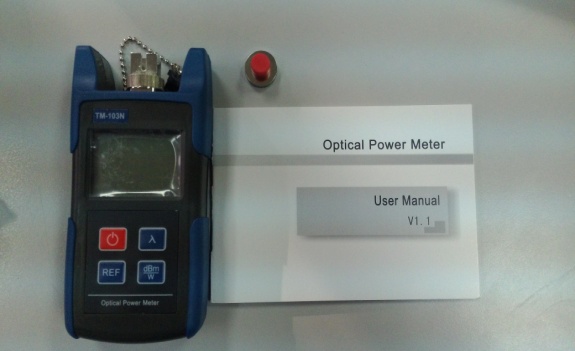 TM-103N
λ
REF
dBm
W
Optical Power Meter
Optical Power Meter
User Manual
V1.1